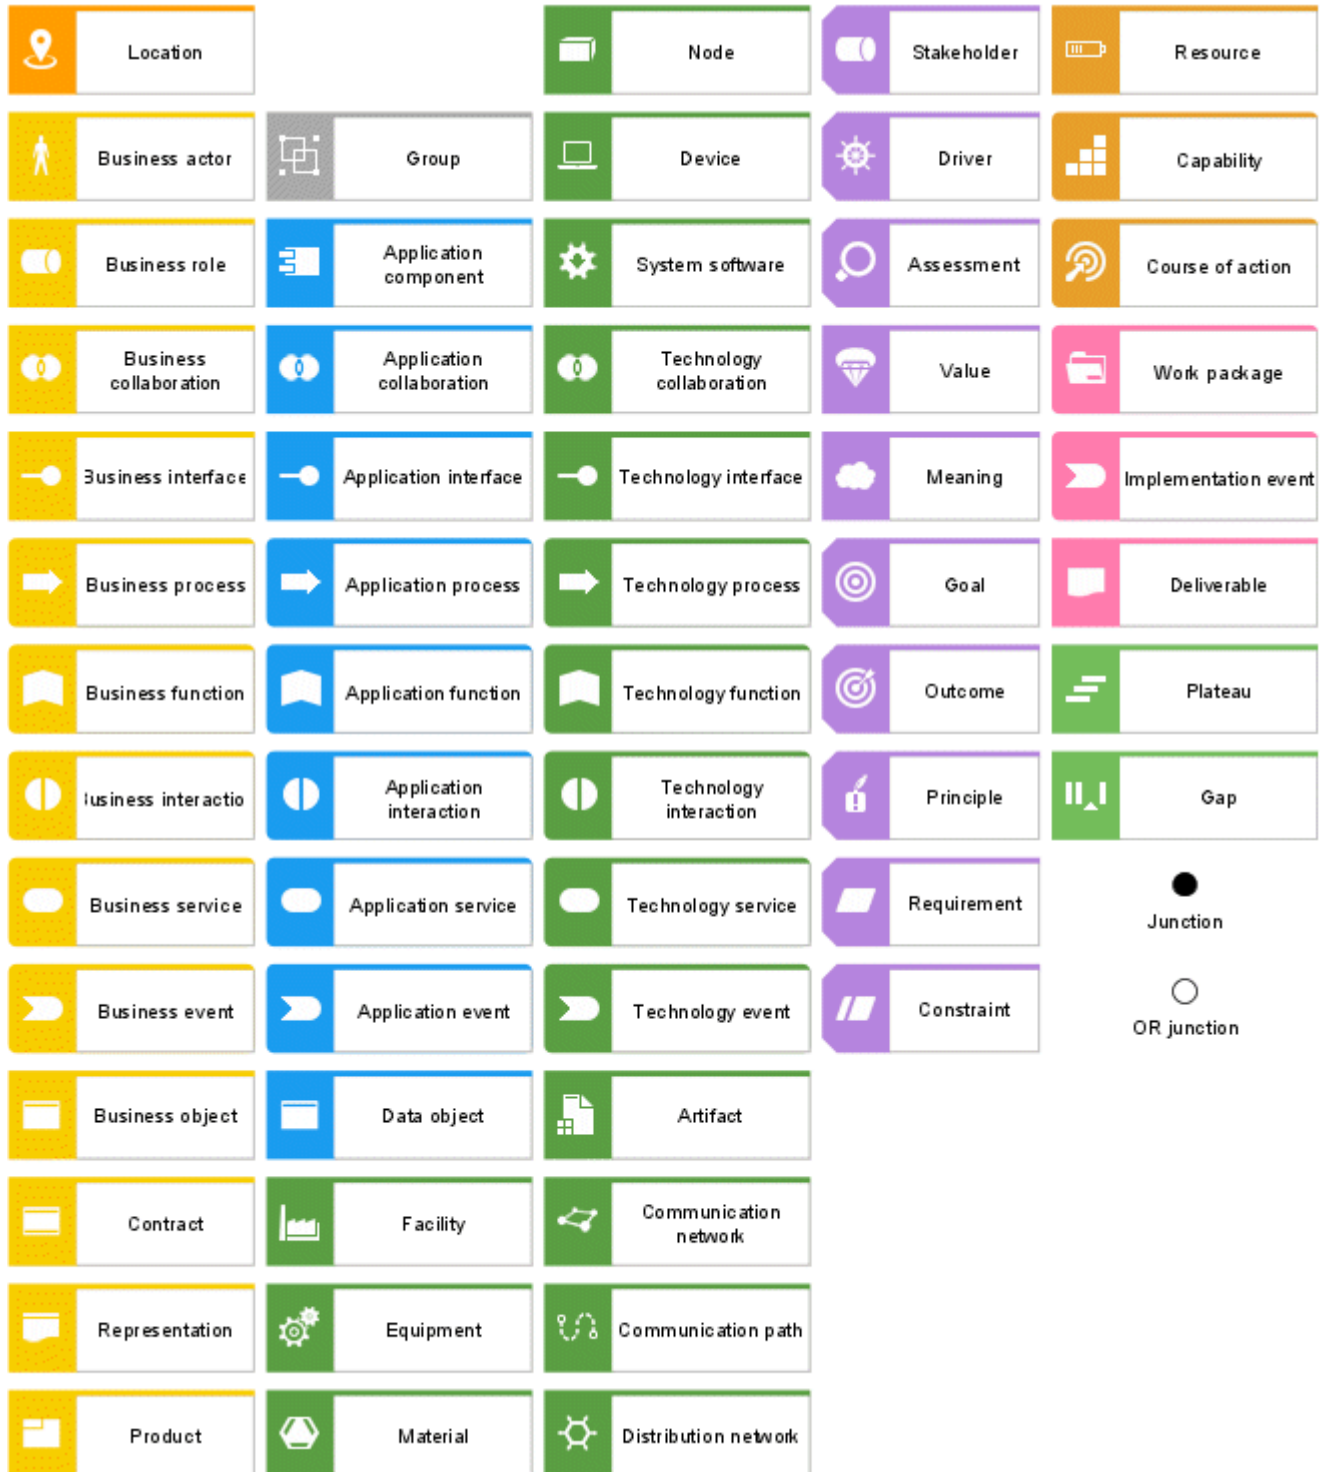 Location
Node
Stakeholder
Resource
Business actor
Group
Device
Driver
Capability
Business role
Application
component
System software
Assessment
Course of action
Business
collaboration
Application
collaboration
Technology
collaboration
Value
Work package
Business interface
Application interface
Technology interface
Meaning
Implementation event
Business process
Application process
Technology process
Goal
Deliverable
Business function
Application function
Technology function
Outcome
Plateau
usiness interactio
Application
interaction
Technology
interaction
Principle
Gap
Business service
Application service
Technology service
Requirement
Junction
Business event
Application event
Technology event
Constraint
OR junction
Business object
Data object
Artifact
Contract
Facility
Communication
network
Representation
Equipment
Communication path
Product
Material
Distribution network